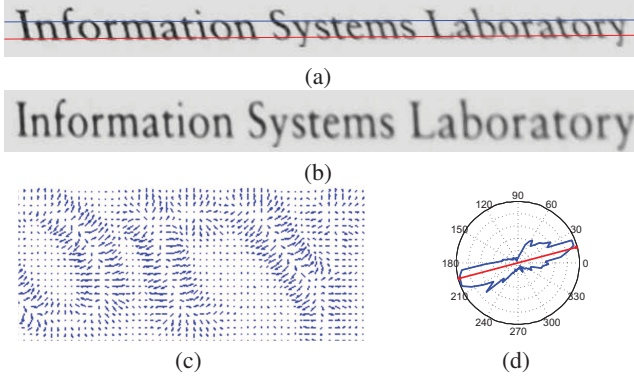 Information Systems Laboratory
(a)
Information Systems Laboratory
(b)
90
120 60
150 30
180 0
210 330
240 300
270
(c) (d)